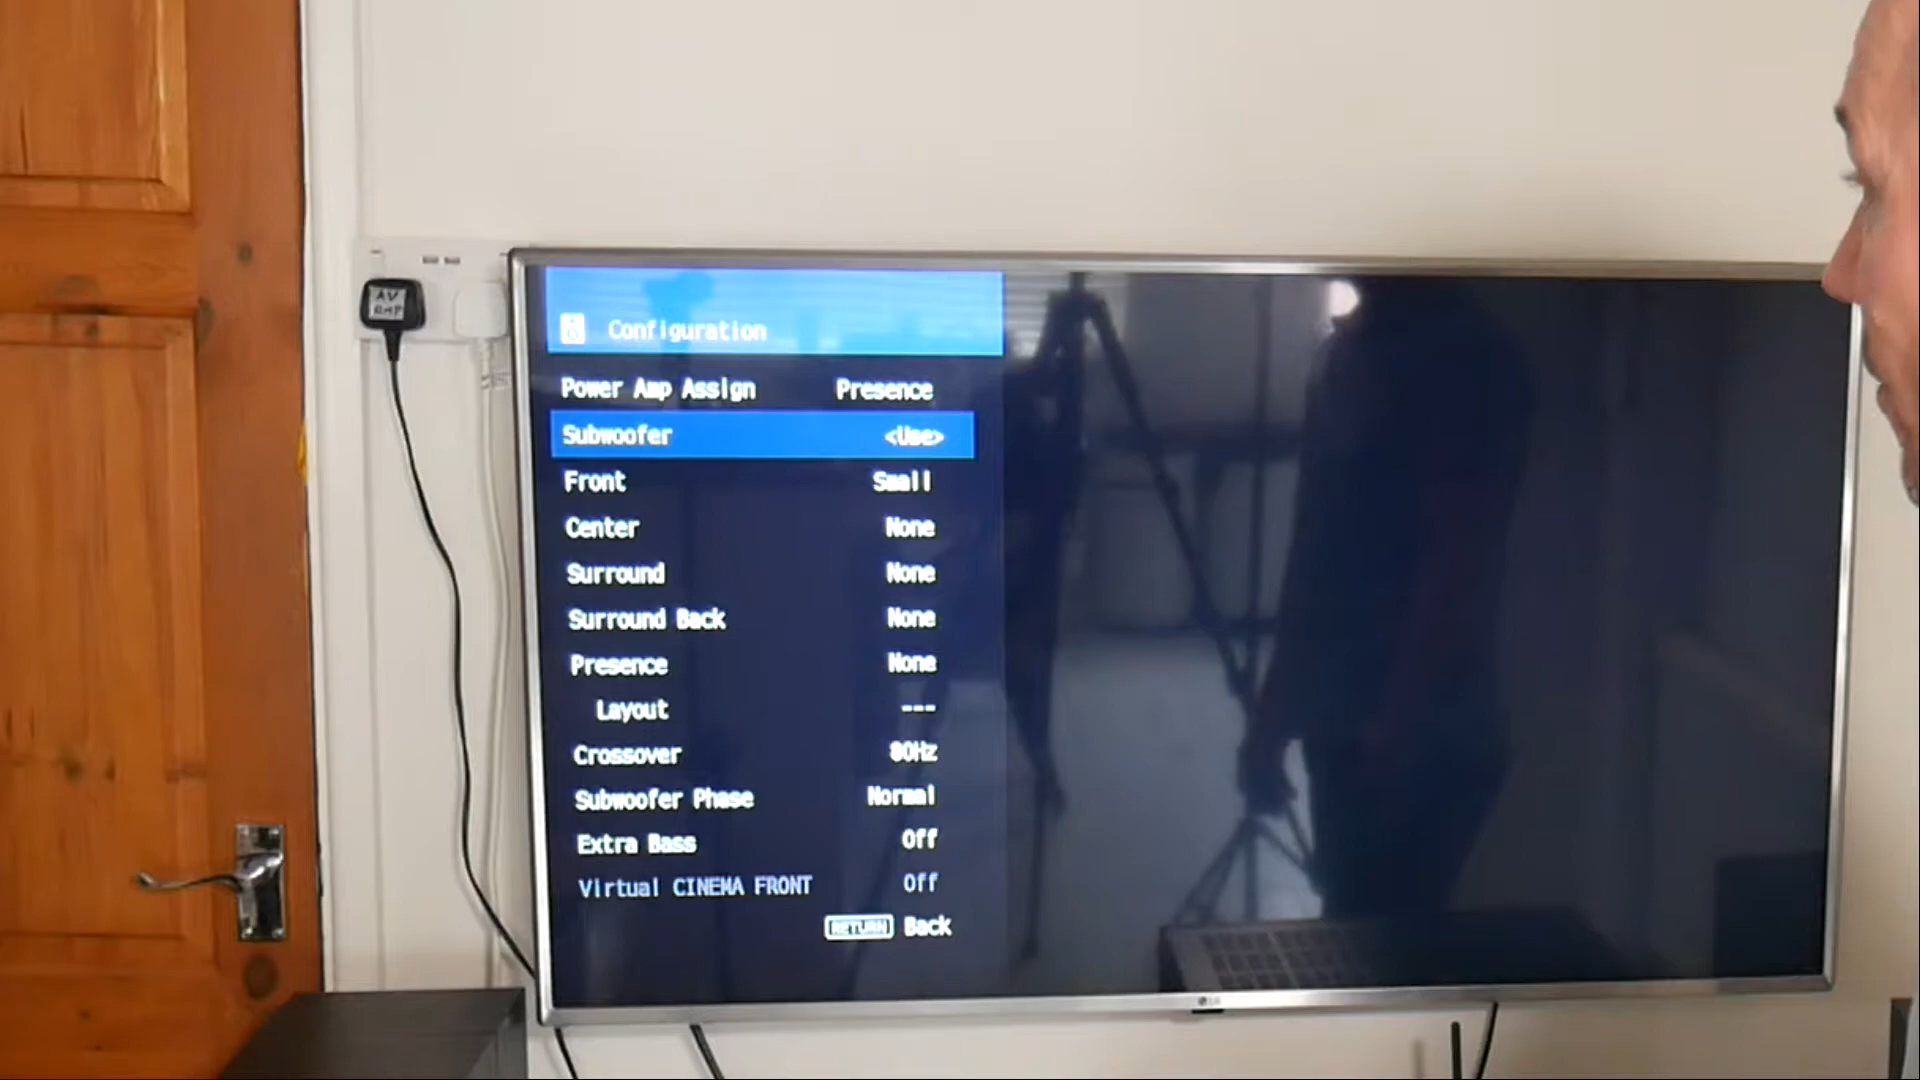 AV
AMP
Configuration
Power Amp Assign Presence
Subwoofer <Use>
Front Small
Center None
Surround None
Surround Back None
Presence None
Layout ---
Crossover 80Hz
Subwoofer Phase Normal
Extra Bass Off
Virtual CINEMA FRONT Off
RETURN Back
LG